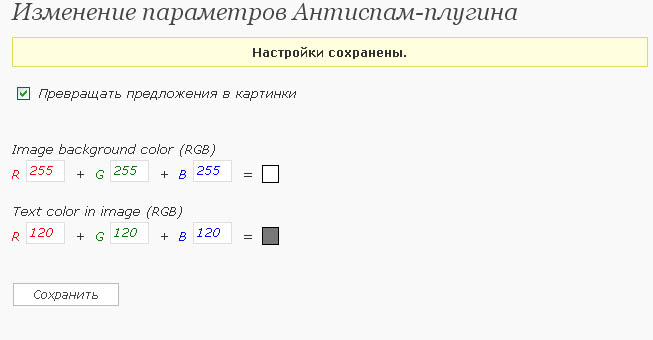 Изменение параметров Антиспам-плугина
Настройки сохранены.
Превращать предложения в картинки
Image background color (RGB)
R 255 + G 255 + B 255 =
Text color in image (RGB)
R 120 + G 120 + B 120 =
Сохранить